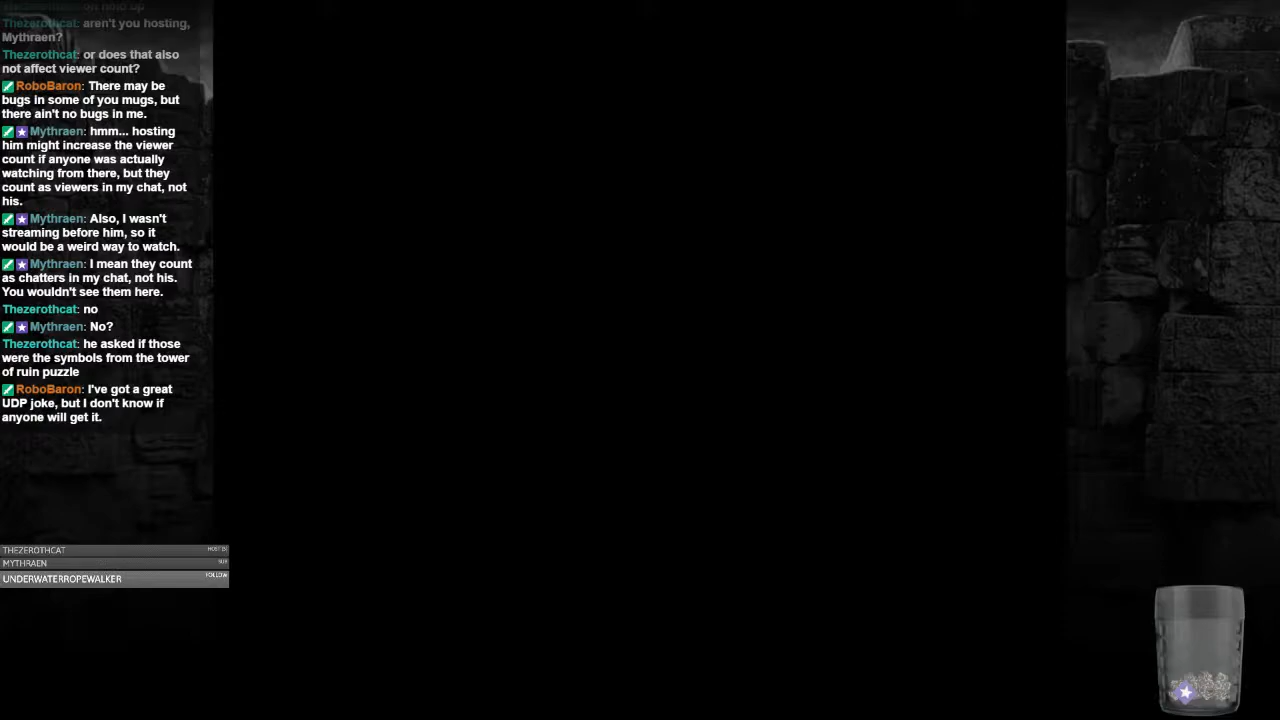 on hold up
Thezerothcat: aren't you hosting,
Mythraen?
Thezerothcat: or does that also
not affect viewer count?
RoboBaron: There may be
bugs in some of you mugs, but
there ain't no bugs in me.
Mythraen: hmm... hosting
him might increase the viewer
count if anyone was actually
watching from there, but they
count as viewers in my chat, not
his.
Mythraen: Also, I wasn't
streaming before him, so it
would be a weird way to watch.
Mythraen: I mean they count
as chatters in my chat, not his.
You wouldn't see them here.
Thezerothcat: no
Mythraen: No?
Thezerothcat: he asked if those
were the symbols from the tower
of ruin puzzle
RoboBaron: I've got a great
UDP joke, but I don't know if
anyone will get it.
THEZEROTHCAT
MYTHRAEN SUB
UNDERWATERROPEWALKER FOLLOW